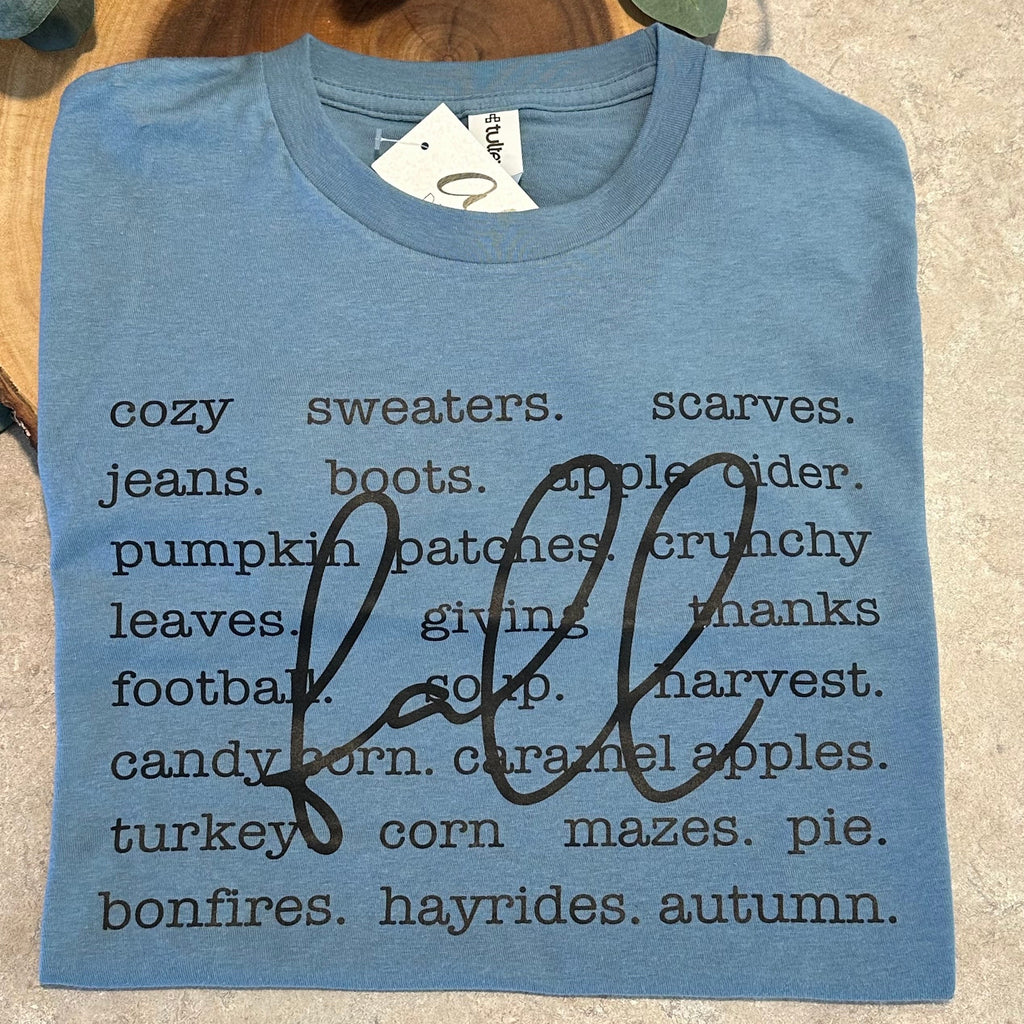 cozy sweaters. scarves.
jeans. boots. apple cider.
pumpkin patches. crunchy
leaves. giving thanks
football. soup. harvest.
candy corn. caramel apples.
turkey corn mazes. pie.
bonfires. hayrides. autumn.
fall